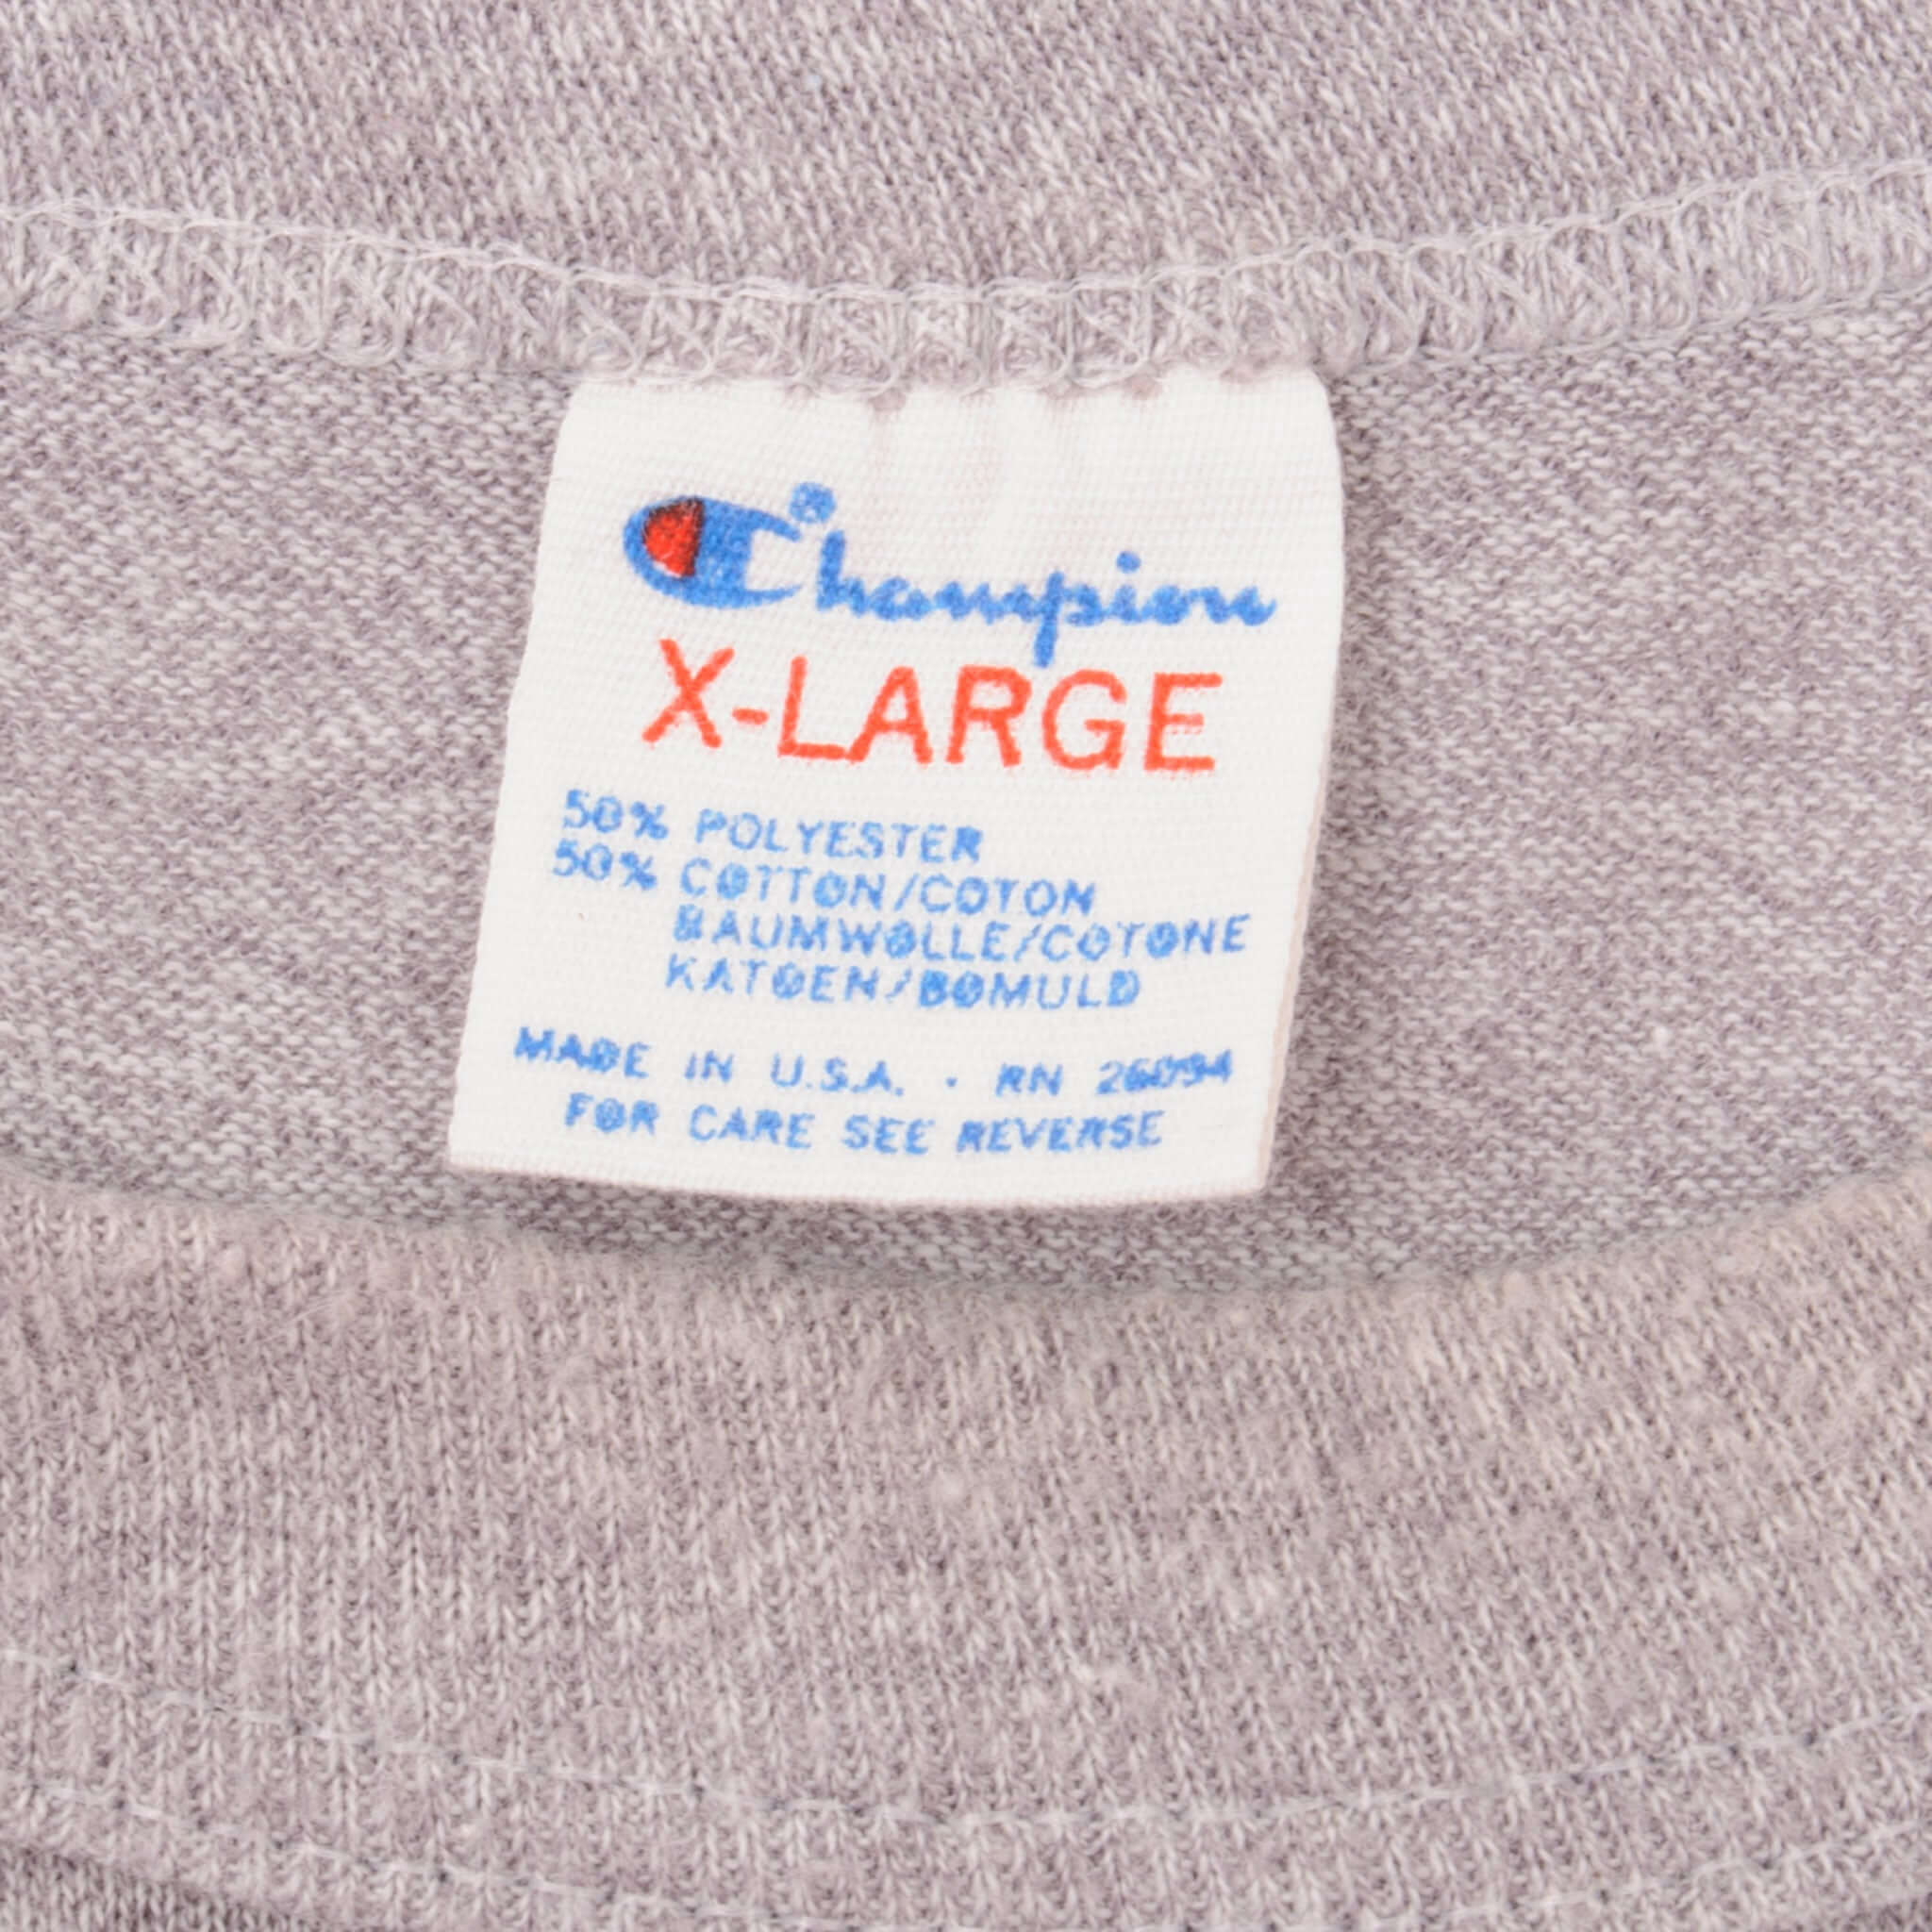 Champion®
X-LARGE
50% POLYESTER
50% COTTON/COTON
BAUMWOLLE/COTONE
KATOEN/BOMULD
MADE IN U.S.A. · RN 26094
FOR CARE SEE REVERSE